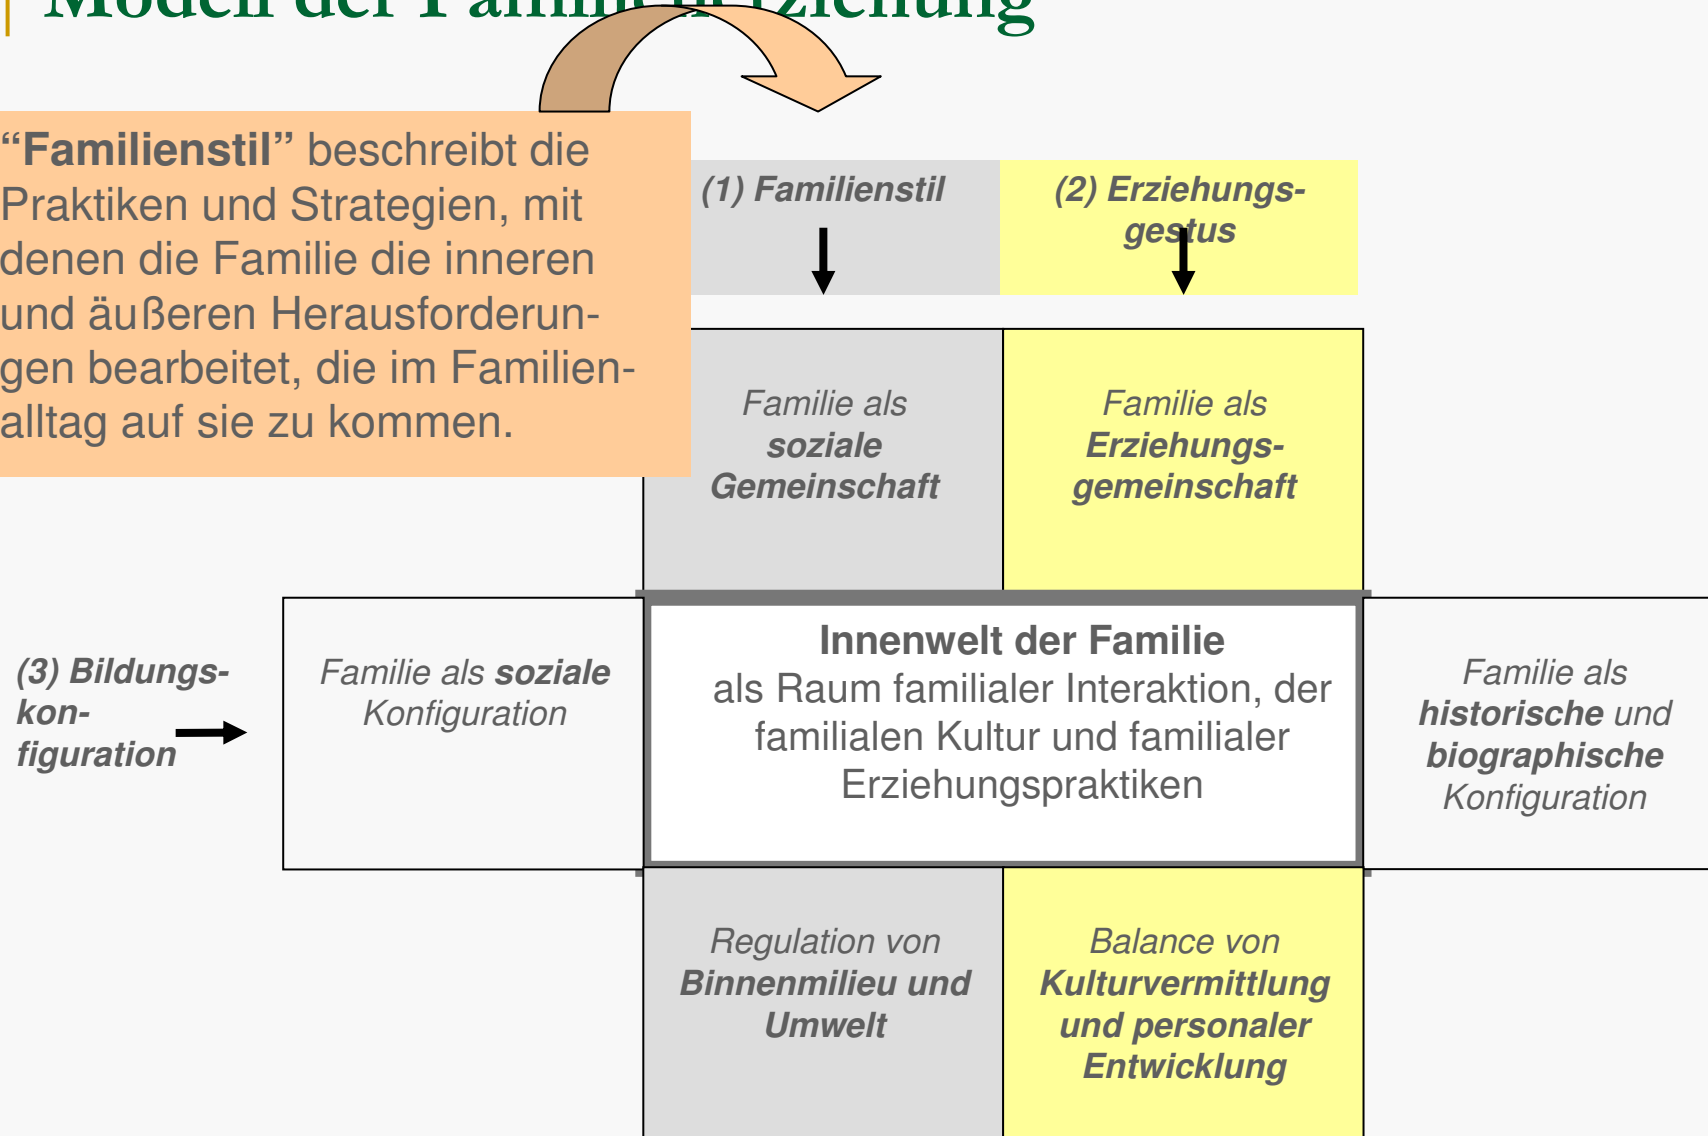 Modell der Familienerziehung
“Familienstil” beschreibt die
Praktiken und Strategien, mit
denen die Familie die inneren
und äußeren Herausforderun-
gen bearbeitet, die im Familien-
alltag auf sie zu kommen.
(1) Familienstil
(2) Erziehungs-
gestus
Familie als
soziale
Gemeinschaft
Familie als
Erziehungs-
gemeinschaft
(3) Bildungs-
kon-
figuration
Familie als soziale
Konfiguration
Innenwelt der Familie
als Raum familialer Interaktion, der
familialen Kultur und familialer
Erziehungspraktiken
Familie als
historische und
biographische
Konfiguration
Regulation von
Binnenmilieu und
Umwelt
Balance von
Kulturvermittlung
und personaler
Entwicklung